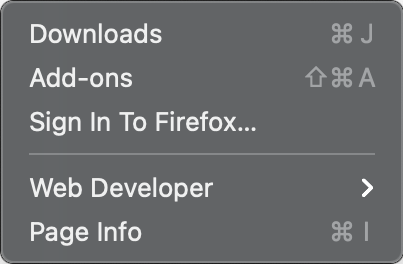 Downloads ⌘ J
Add-ons ⇧⌘ A
Sign In To Firefox...
Web Developer
Page Info ⌘ I